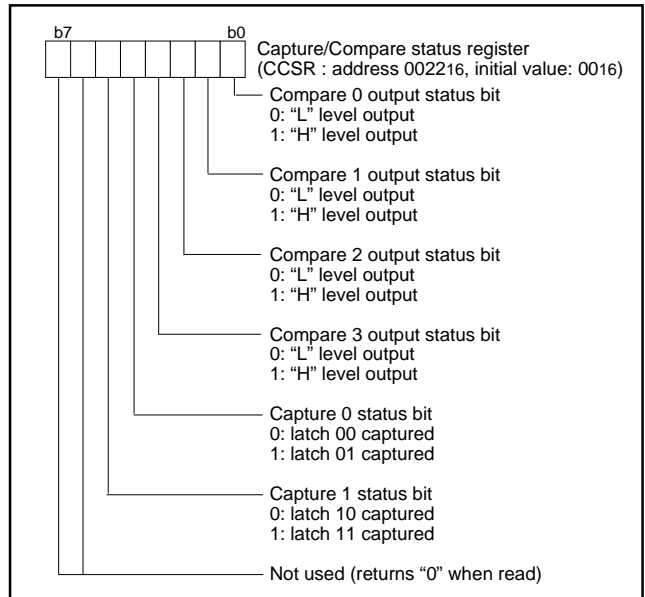 b7 b0
Capture/Compare status register
(CCSR : address 002216, initial value: 0016)
Compare 0 output status bit
0: “L” level output
1: “H” level output
Compare 1 output status bit
0: “L” level output
1: “H” level output
Compare 2 output status bit
0: “L” level output
1: “H” level output
Compare 3 output status bit
0: “L” level output
1: “H” level output
Capture 0 status bit
0: latch 00 captured
1: latch 01 captured
Capture 1 status bit
0: latch 10 captured
1: latch 11 captured
Not used (returns “0” when read)